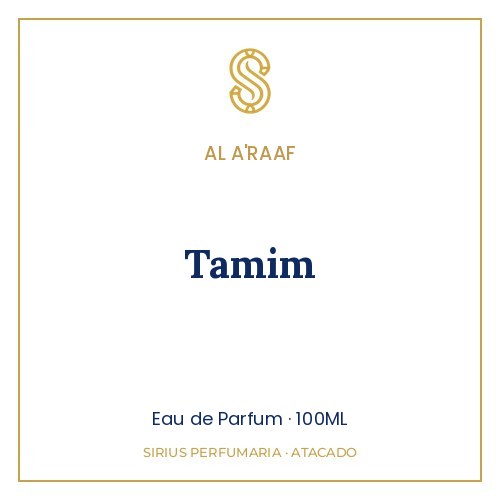 AL A'RAAF
Tamim
Eau de Parfum · 100ML
SIRIUS PERFUMARIA · ATACADO